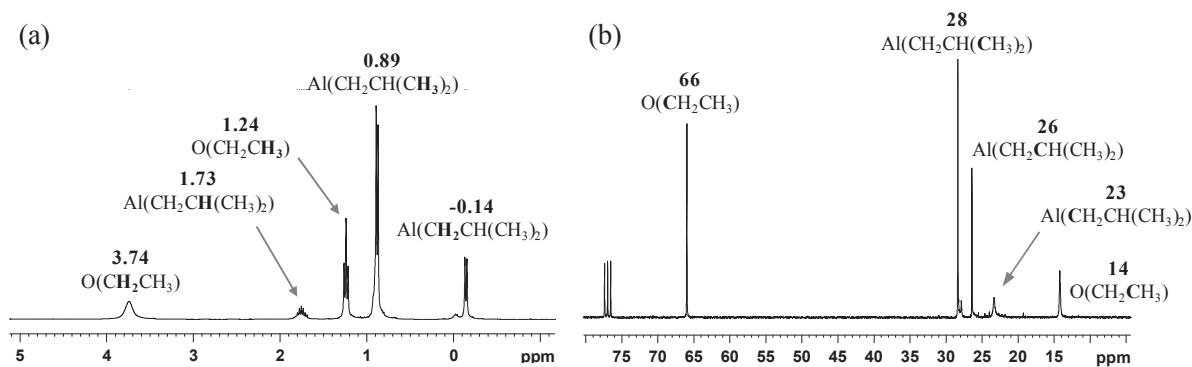 (a)
0.89
Al(CH₂CH(CH₃)₂)
1.24
O(CH₂CH₃)
1.73
Al(CH₂CH(CH₃)₂)
-0.14
Al(CH₂CH(CH₃)₂)
3.74
O(CH₂CH₃)
5 4 3 2 1 0 ppm
(b)
28
Al(CH₂CH(CH₃)₂)
66
O(CH₂CH₃)
26
Al(CH₂CH(CH₃)₂)
23
Al(CH₂CH(CH₃)₂)
14
O(CH₂CH₃)
75 70 65 60 55 50 45 40 35 30 25 20 15 ppm